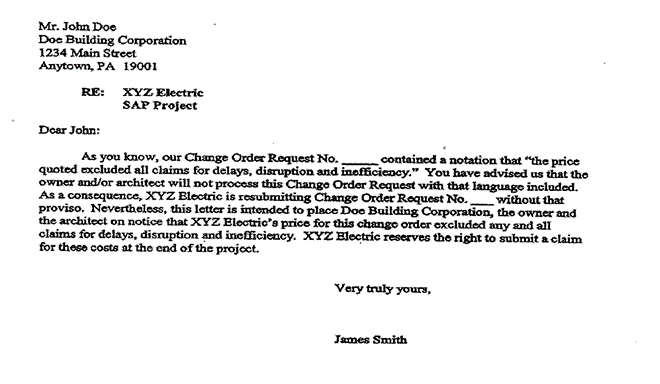 Mr. John Doe
Doe Building Corporation
1234 Main Street
Anytown, PA 19001
RE: XYZ Electric
SAP Project
Dear John:
As you know, our Change Order Request No. ______ contained a notation that “the price
quoted excluded all claims for delays, disruption and inefficiency.” You have advised us that the
owner and/or architect will not process this Change Order Request with that language included.
As a consequence, XYZ Electric is resubmitting Change Order Request No. ____ without that
proviso. Nevertheless, this letter is intended to place Doe Building Corporation, the owner and
the architect on notice that XYZ Electric’s price for this change order excluded any and all
claims for delays, disruption and inefficiency. XYZ Electric reserves the right to submit a claim
for these costs at the end of the project.
Very truly yours,
James Smith